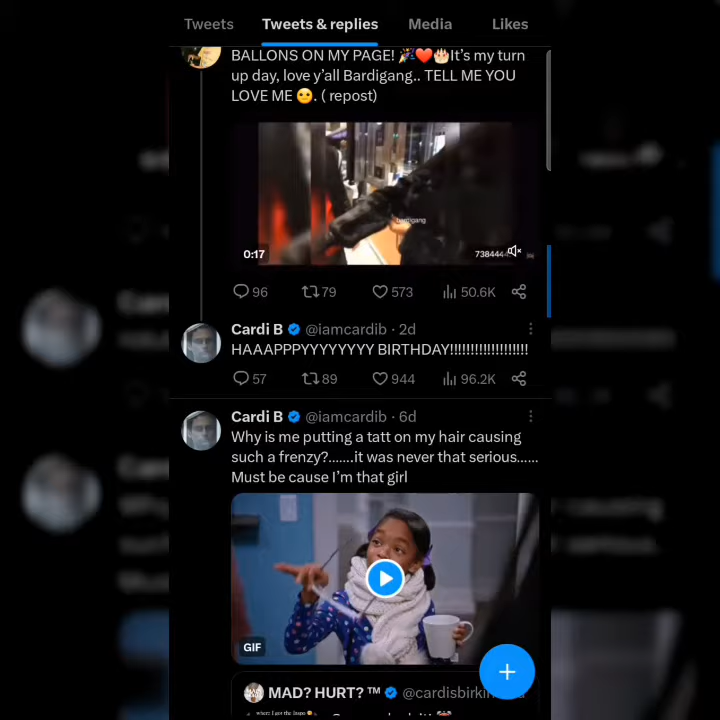 Tweets Tweets & replies Media Likes
BALLONS ON MY PAGE! 🎉❤️🎂It's my turn
up day, love y'all Bardigang.. TELL ME YOU
LOVE ME 😐. ( repost)
bardigang
0:17 738444
96 79 573 50.6K
Cardi B @iamcardib · 2d
HAAAPPPYYYYYYYY BIRTHDAY!!!!!!!!!!!!!!!!!!!
57 89 944 96.2K
Cardi B @iamcardib · 6d
Why is me putting a tatt on my hair causing
such a frenzy?.......it was never that serious......
Must be cause I'm that girl
GIF
MAD? HURT? ™ @cardisbirkin